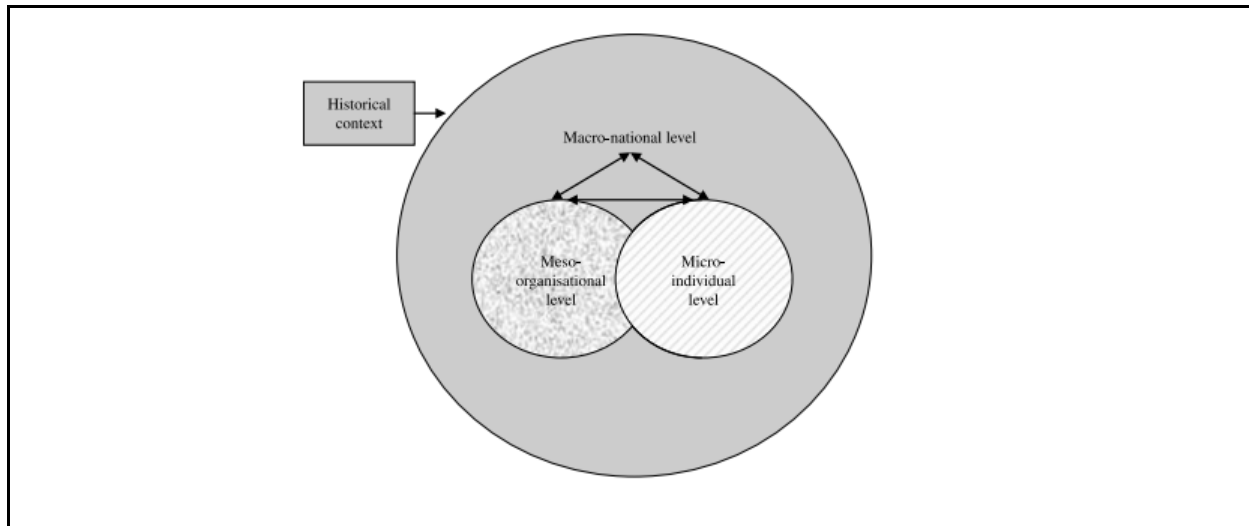 Historical
context
Macro-national level
Meso-
organisational
level
Micro-
individual
level